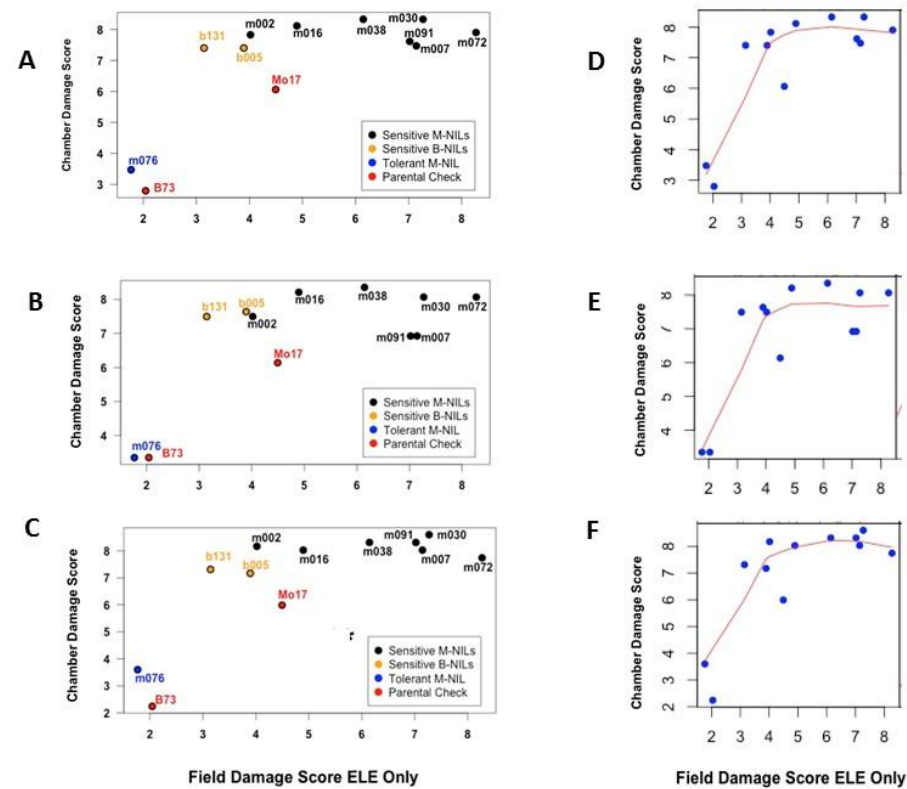 A
Chamber Damage Score
8
7
6
5
4
3
2 3 4 5 6 7 8
m002
m016
m038
m030
m091
m007
m072
b131
b005
Mo17
m076
B73
Sensitive M-NILs
Sensitive B-NILs
Tolerant M-NIL
Parental Check
D
Chamber Damage Score
8
7
6
5
4
3
2 3 4 5 6 7 8
B
Chamber Damage Score
8
7
6
5
4
2 3 4 5 6 7 8
b131
b005
m002
m016
m038
m030
m072
m091
m007
Mo17
m076
B73
Sensitive M-NILs
Sensitive B-NILs
Tolerant M-NIL
Parental Check
E
Chamber Damage Score
8
7
6
5
4
2 3 4 5 6 7 8
C
Chamber Damage Score
8
7
6
5
4
3
2
2 3 4 5 6 7 8
m002
m016
m038
m091
m030
m007
m072
b131
b005
Mo17
m076
B73
Sensitive M-NILs
Sensitive B-NILs
Tolerant M-NIL
Parental Check
F
Chamber Damage Score
8
7
6
5
4
3
2
2 3 4 5 6 7 8
Field Damage Score ELE Only
Field Damage Score ELE Only